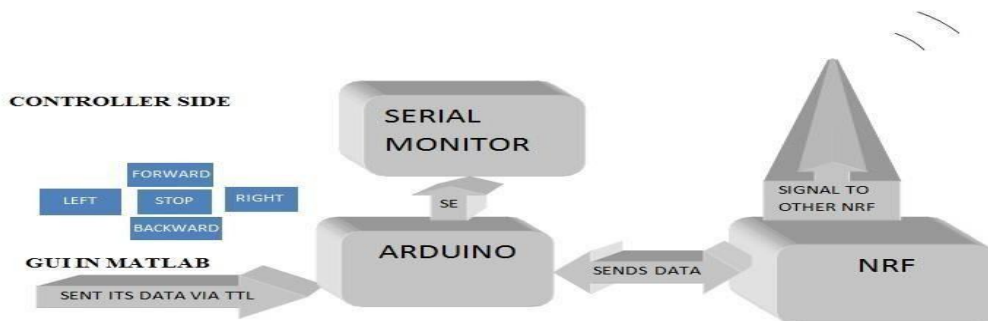 CONTROLLER SIDE
FORWARD
LEFT
STOP
RIGHT
BACKWARD
GUI IN MATLAB
SENT ITS DATA VIA TTL
SERIAL
MONITOR
SE
ARDUINO
SENDS DATA
SIGNAL TO
OTHER NRF
NRF